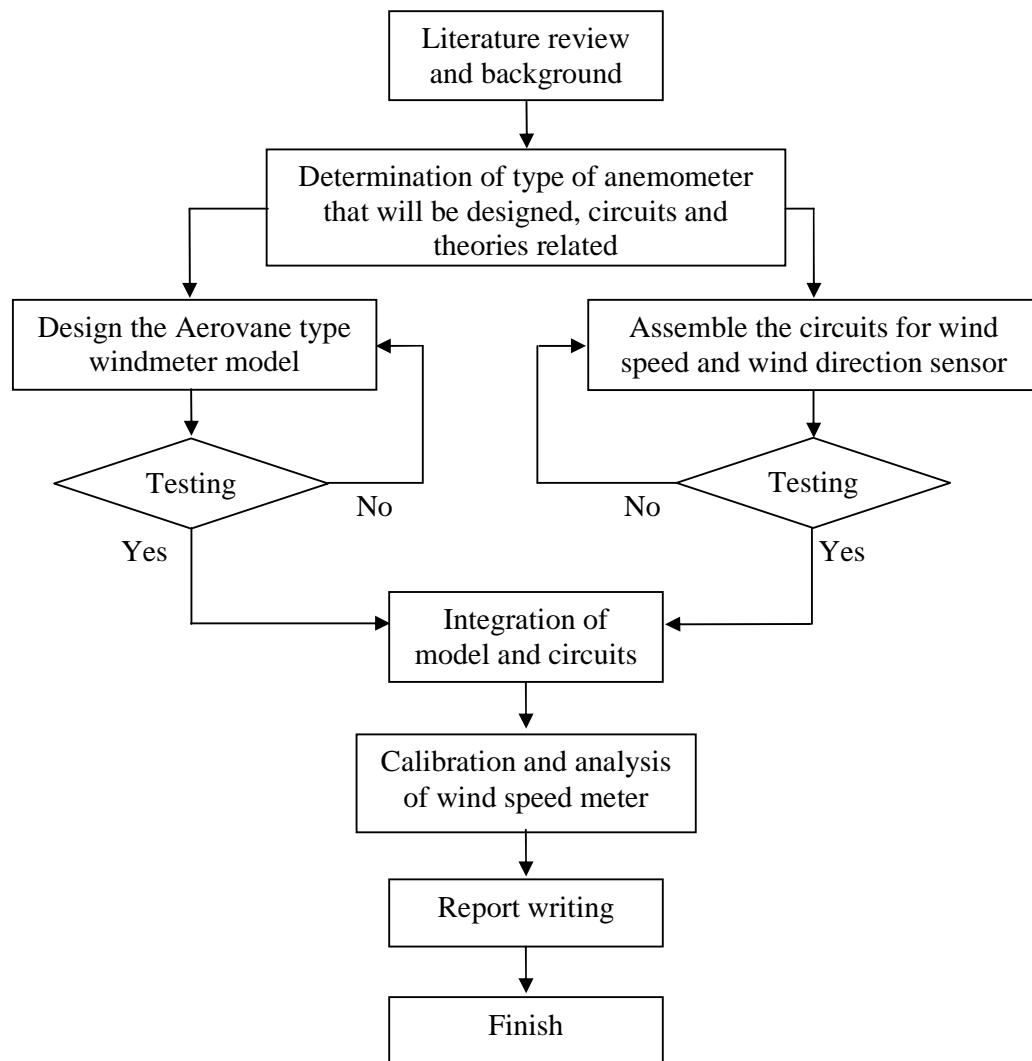 Literature review
and background
Determination of type of anemometer
that will be designed, circuits and
theories related
Design the Aerovane type
windmeter model
Assemble the circuits for wind
speed and wind direction sensor
Testing
No
Yes
Testing
No
Yes
Integration of
model and circuits
Calibration and analysis
of wind speed meter
Report writing
Finish